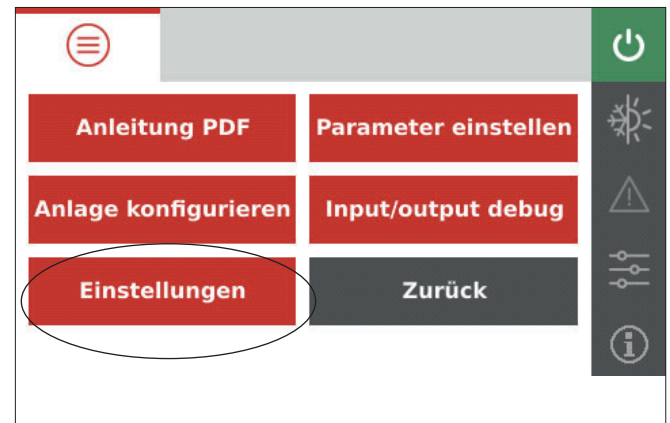 Anleitung PDF
Parameter einstellen
Anlage konfigurieren
Input/output debug
Einstellungen
Zurück